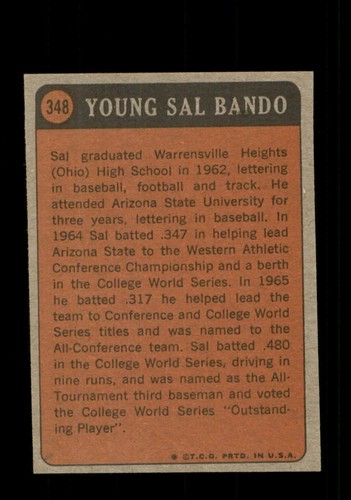 348 YOUNG SAL BANDO
Sal graduated Warrensville Heights
(Ohio) High School in 1962, lettering
in baseball, football and track. He
attended Arizona State University for
three years, lettering in baseball. In
1964 Sal batted .347 in helping lead
Arizona State to the Western Athletic
Conference Championship and a berth
in the College World Series. In 1965
he batted .317 he helped lead the
team to Conference and College World
Series titles and was named to the
All-Conference team. Sal batted .480
in the College World Series, driving in
nine runs, and was named as the All-
Tournament third baseman and voted
the College World Series "Outstand-
ing Player".
* ©T.C.G. PRTD. IN U.S.A.